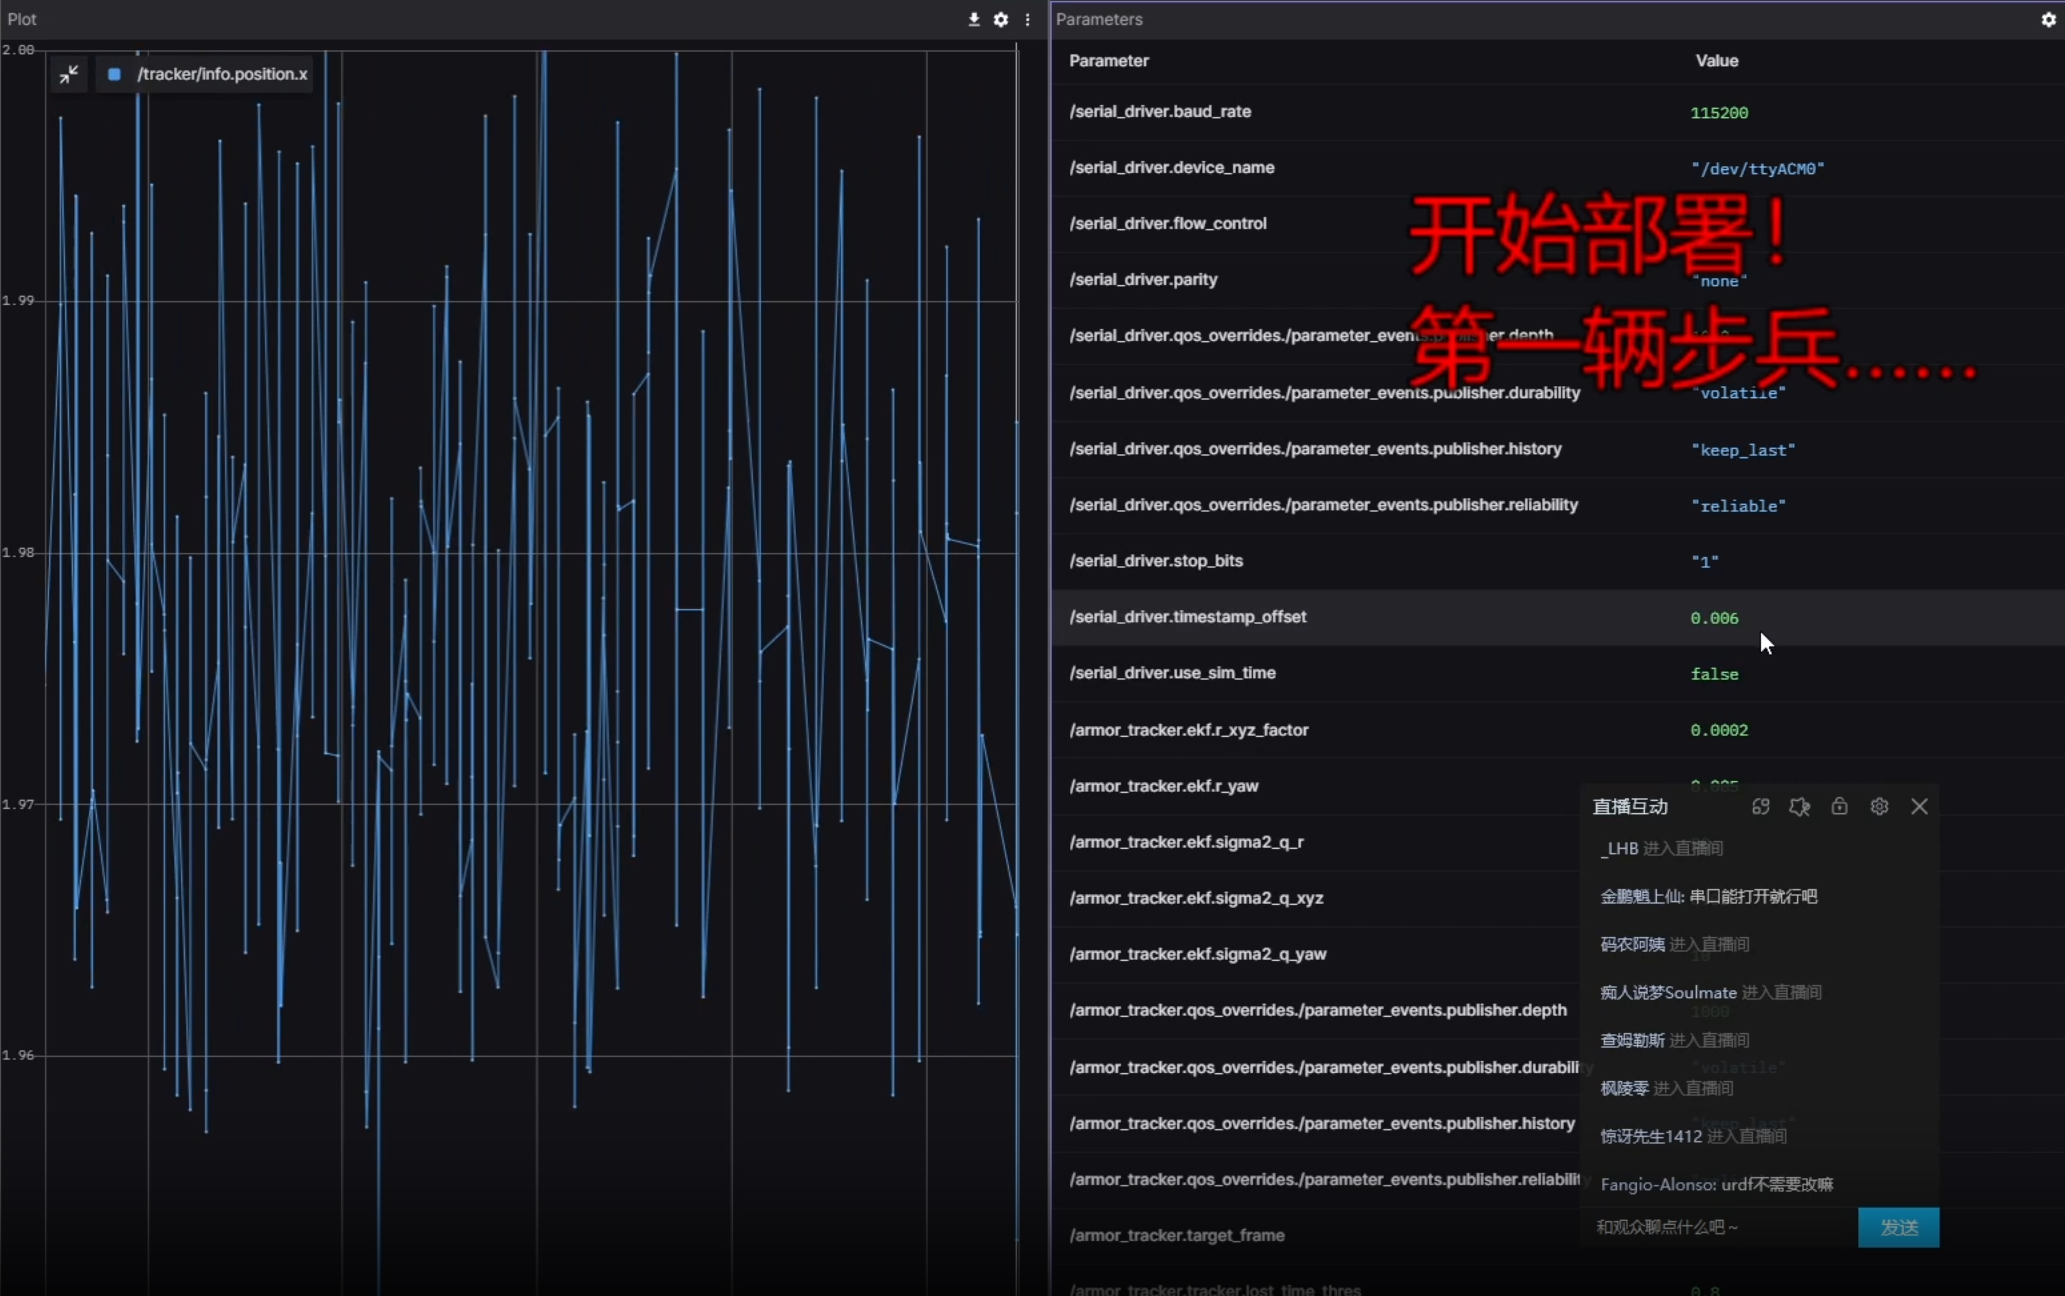 Plot
2.00
/tracker/info.position.x
1.99
1.98
1.97
1.96
Parameters
Parameter Value
/serial_driver.baud_rate 115200
/serial_driver.device_name "/dev/ttyACM0"
开始部署！
/serial_driver.flow_control
/serial_driver.parity "none"
第一辆步兵……
/serial_driver.qos_overrides./parameter_events.publisher.depth
/serial_driver.qos_overrides./parameter_events.publisher.durability "volatile"
/serial_driver.qos_overrides./parameter_events.publisher.history "keep_last"
/serial_driver.qos_overrides./parameter_events.publisher.reliability "reliable"
/serial_driver.stop_bits "1"
/serial_driver.timestamp_offset 0.006
/serial_driver.use_sim_time false
/armor_tracker.ekf.r_xyz_factor 0.0002
/armor_tracker.ekf.r_yaw 0.005
/armor_tracker.ekf.sigma2_q_r
/armor_tracker.ekf.sigma2_q_xyz
/armor_tracker.ekf.sigma2_q_yaw 10
/armor_tracker.qos_overrides./parameter_events.publisher.depth 1000
/armor_tracker.qos_overrides./parameter_events.publisher.durabilit "volatile"
/armor_tracker.qos_overrides./parameter_events.publisher.history "keep_last"
/armor_tracker.qos_overrides./parameter_events.publisher.reliabilit
/armor_tracker.target_frame
/armor_tracker.tracker.lost_time_thres 0.8
直播互动
_LHB 进入直播间
金鹏魈上仙: 串口能打开就行吧
码农阿姨 进入直播间
痴人说梦Soulmate 进入直播间
查姆勒斯 进入直播间
枫陵零 进入直播间
惊讶先生1412 进入直播间
Fangio-Alonso: urdf不需要改嘛
和观众聊点什么吧～
发送